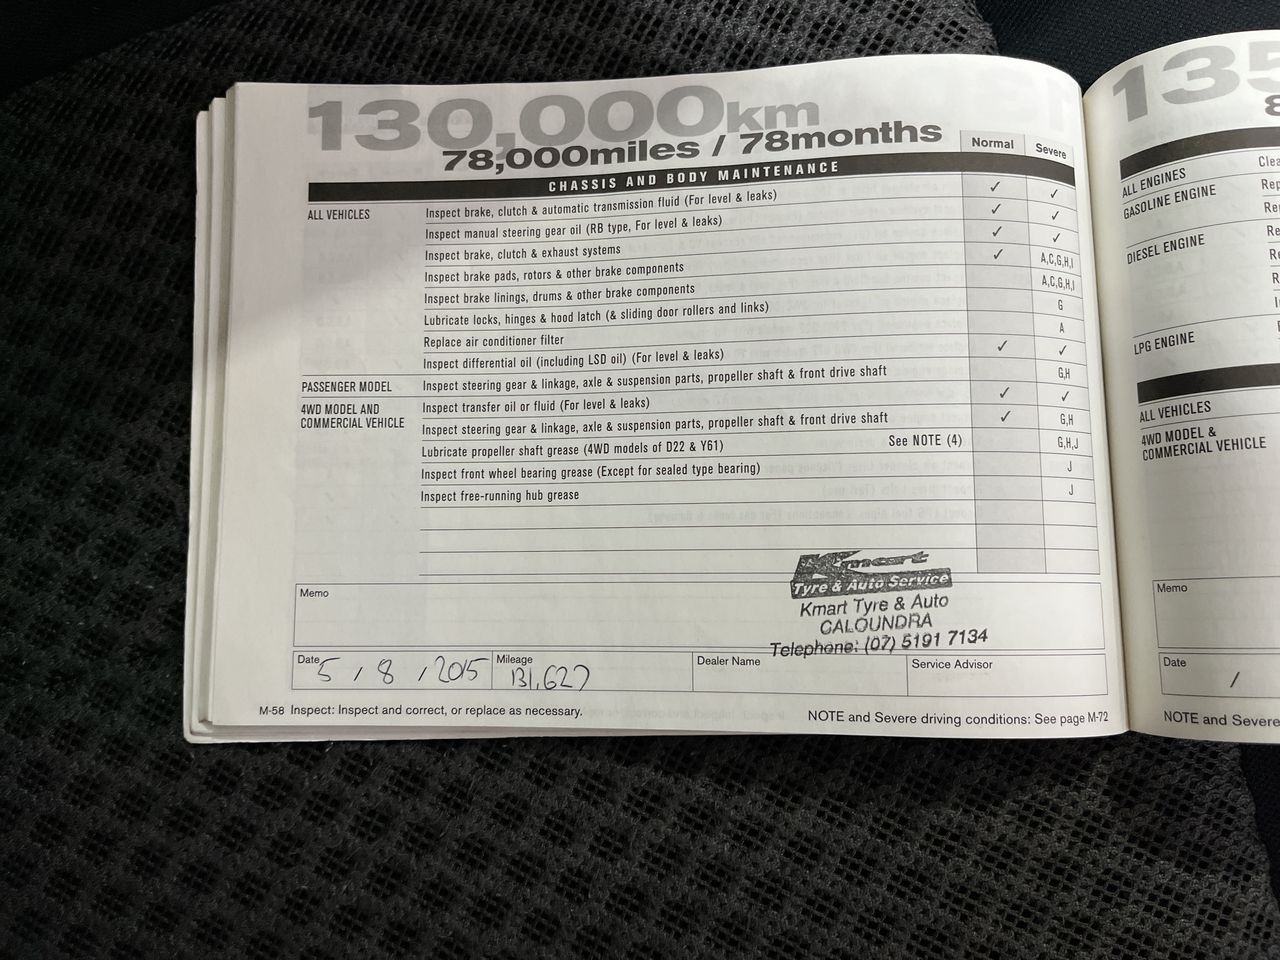 130,000km
78,000miles / 78months
Normal Severe
CHASSIS AND BODY MAINTENANCE
ALL VEHICLES Inspect brake, clutch & automatic transmission fluid (For level & leaks) ✓ ✓
Inspect manual steering gear oil (RB type, For level & leaks) ✓ ✓
Inspect brake, clutch & exhaust systems ✓ ✓
Inspect brake pads, rotors & other brake components ✓ A,C,G,H,I
Inspect brake linings, drums & other brake components A,C,G,H,I
Lubricate locks, hinges & hood latch (& sliding door rollers and links) G
Replace air conditioner filter A
Inspect differential oil (including LSD oil) (For level & leaks) ✓ ✓
PASSENGER MODEL Inspect steering gear & linkage, axle & suspension parts, propeller shaft & front drive shaft G,H
4WD MODEL AND COMMERCIAL VEHICLE Inspect transfer oil or fluid (For level & leaks) ✓ ✓
Inspect steering gear & linkage, axle & suspension parts, propeller shaft & front drive shaft ✓ G,H
Lubricate propeller shaft grease (4WD models of D22 & Y61) See NOTE (4) G,H,J
Inspect front wheel bearing grease (Except for sealed type bearing) J
Inspect free-running hub grease J
Memo
Kmart
Tyre & Auto Service
Kmart Tyre & Auto
CALOUNDRA
Telephone: (07) 5191 7134
Date 5 / 8 / 2015 Mileage 131,627 Dealer Name Service Advisor
M-58 Inspect: Inspect and correct, or replace as necessary. NOTE and Severe driving conditions: See page M-72
135
8
ALL ENGINES Clea
GASOLINE ENGINE Rep
Re
DIESEL ENGINE Re
Re
R
I
LPG ENGINE
ALL VEHICLES
4WD MODEL &
COMMERCIAL VEHICLE
Memo
Date /
NOTE and Severe